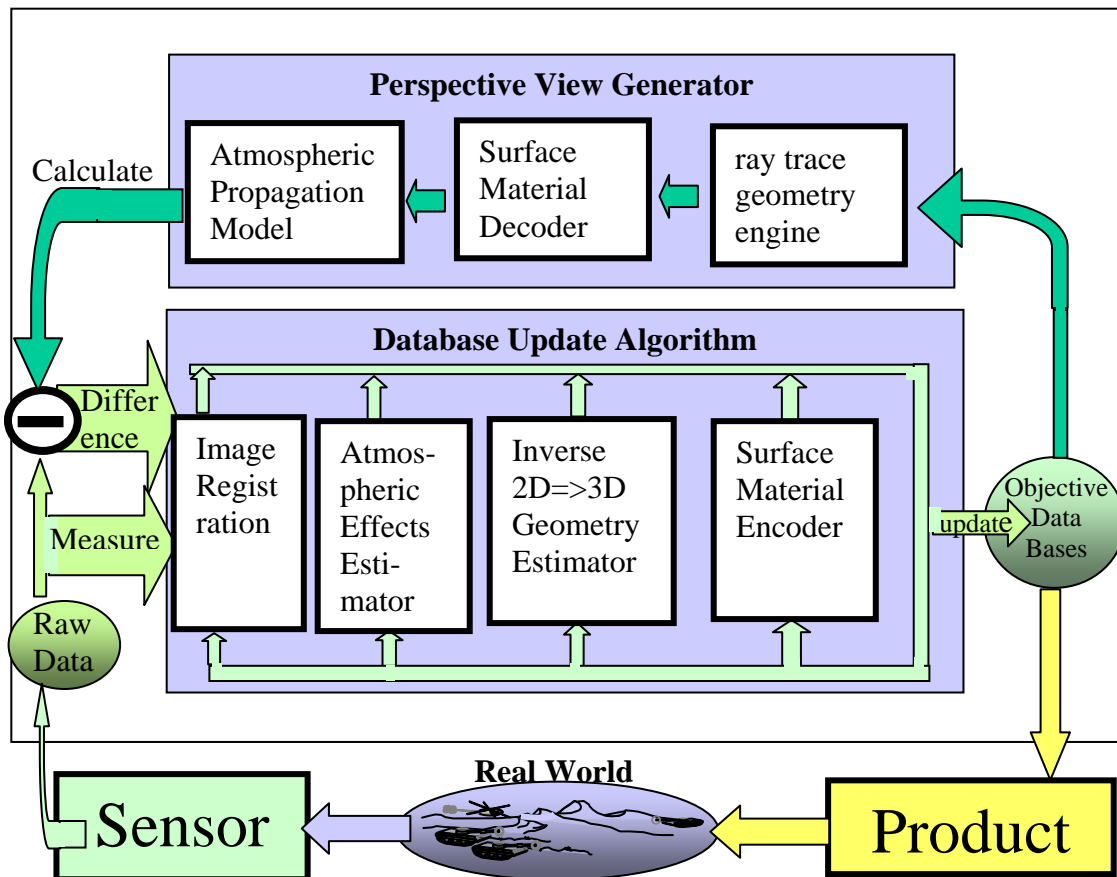 Perspective View Generator
Calculate
Atmospheric
Propagation
Model
Surface
Material
Decoder
ray trace
geometry
engine
Database Update Algorithm
Differ
ence
Measure
Image
Regist
ration
Atmos-
pheric
Effects
Esti-
mator
Inverse
2D=>3D
Geometry
Estimator
Surface
Material
Encoder
update
Objective
Data
Bases
Raw
Data
Real World
Sensor
Product